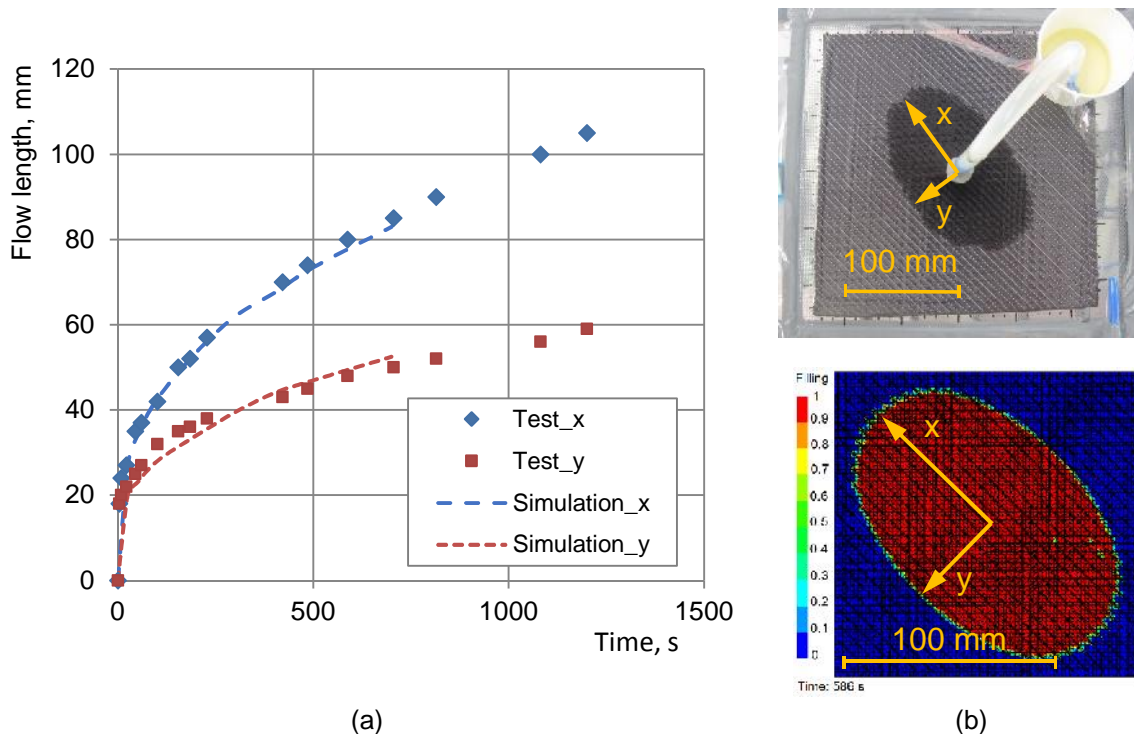 120
100
80
60
40
20
0
Flow length, mm
0
500
1000
1500
Time, s
Test_x
Test_y
Simulation_x
Simulation_y
(a)
x
y
100 mm
Filling
1
0.9
0.8
0.7
0.6
0.5
0.4
0.3
0.2
0.1
0
x
y
100 mm
Time: 586 s
(b)